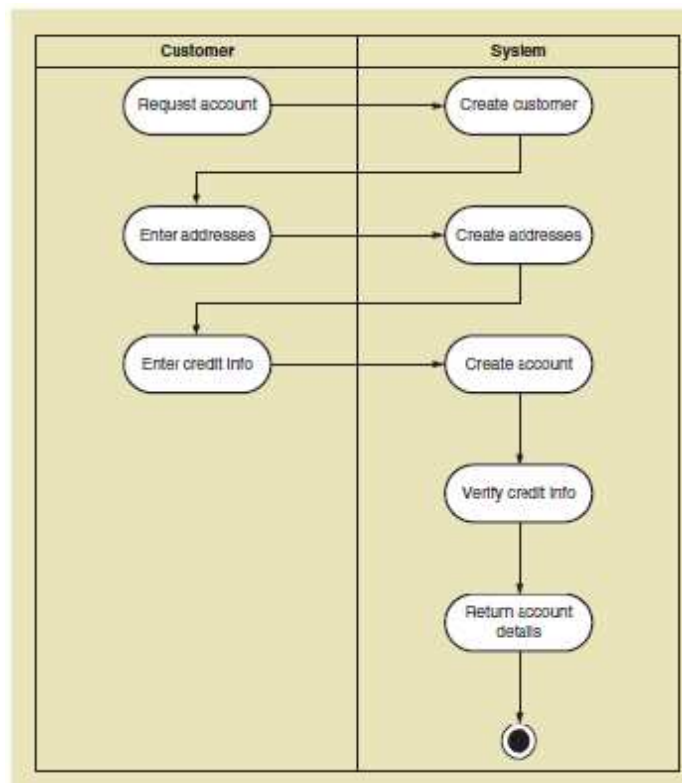 Customer
System
Request account
Create customer
Enter addresses
Create addresses
Enter credit info
Create account
Verify credit info
Return account
details